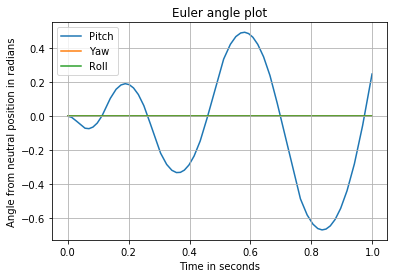 Euler angle plot
Pitch
Yaw
Roll
Angle from neutral position in radians
0.4
0.2
0.0
−0.2
−0.4
−0.6
0.0 0.2 0.4 0.6 0.8 1.0
Time in seconds